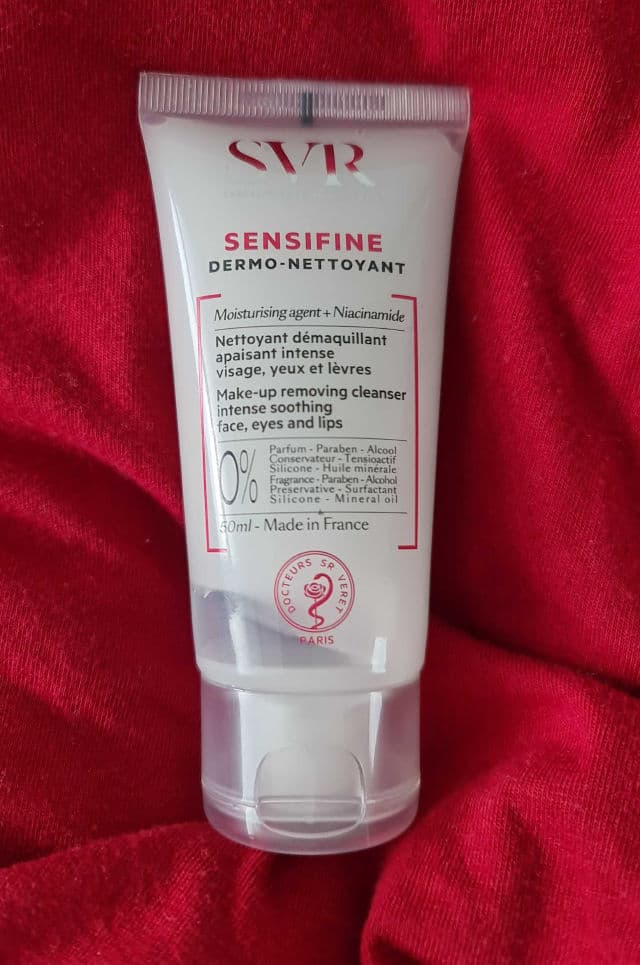 SVR
SENSIFINE
DERMO-NETTOYANT
Moisturising agent + Niacinamide
Nettoyant démaquillant
apaisant intense
visage, yeux et lèvres
Make-up removing cleanser
intense soothing
face, eyes and lips
0%
Parfum - Paraben - Alcool
Conservateur - Tensioactif
Silicone - Huile minérale
Fragrance - Paraben - Alcohol
Preservative - Surfactant
Silicone - Mineral oil
50ml - Made in France
DOCTEURS SR VERET
PARIS